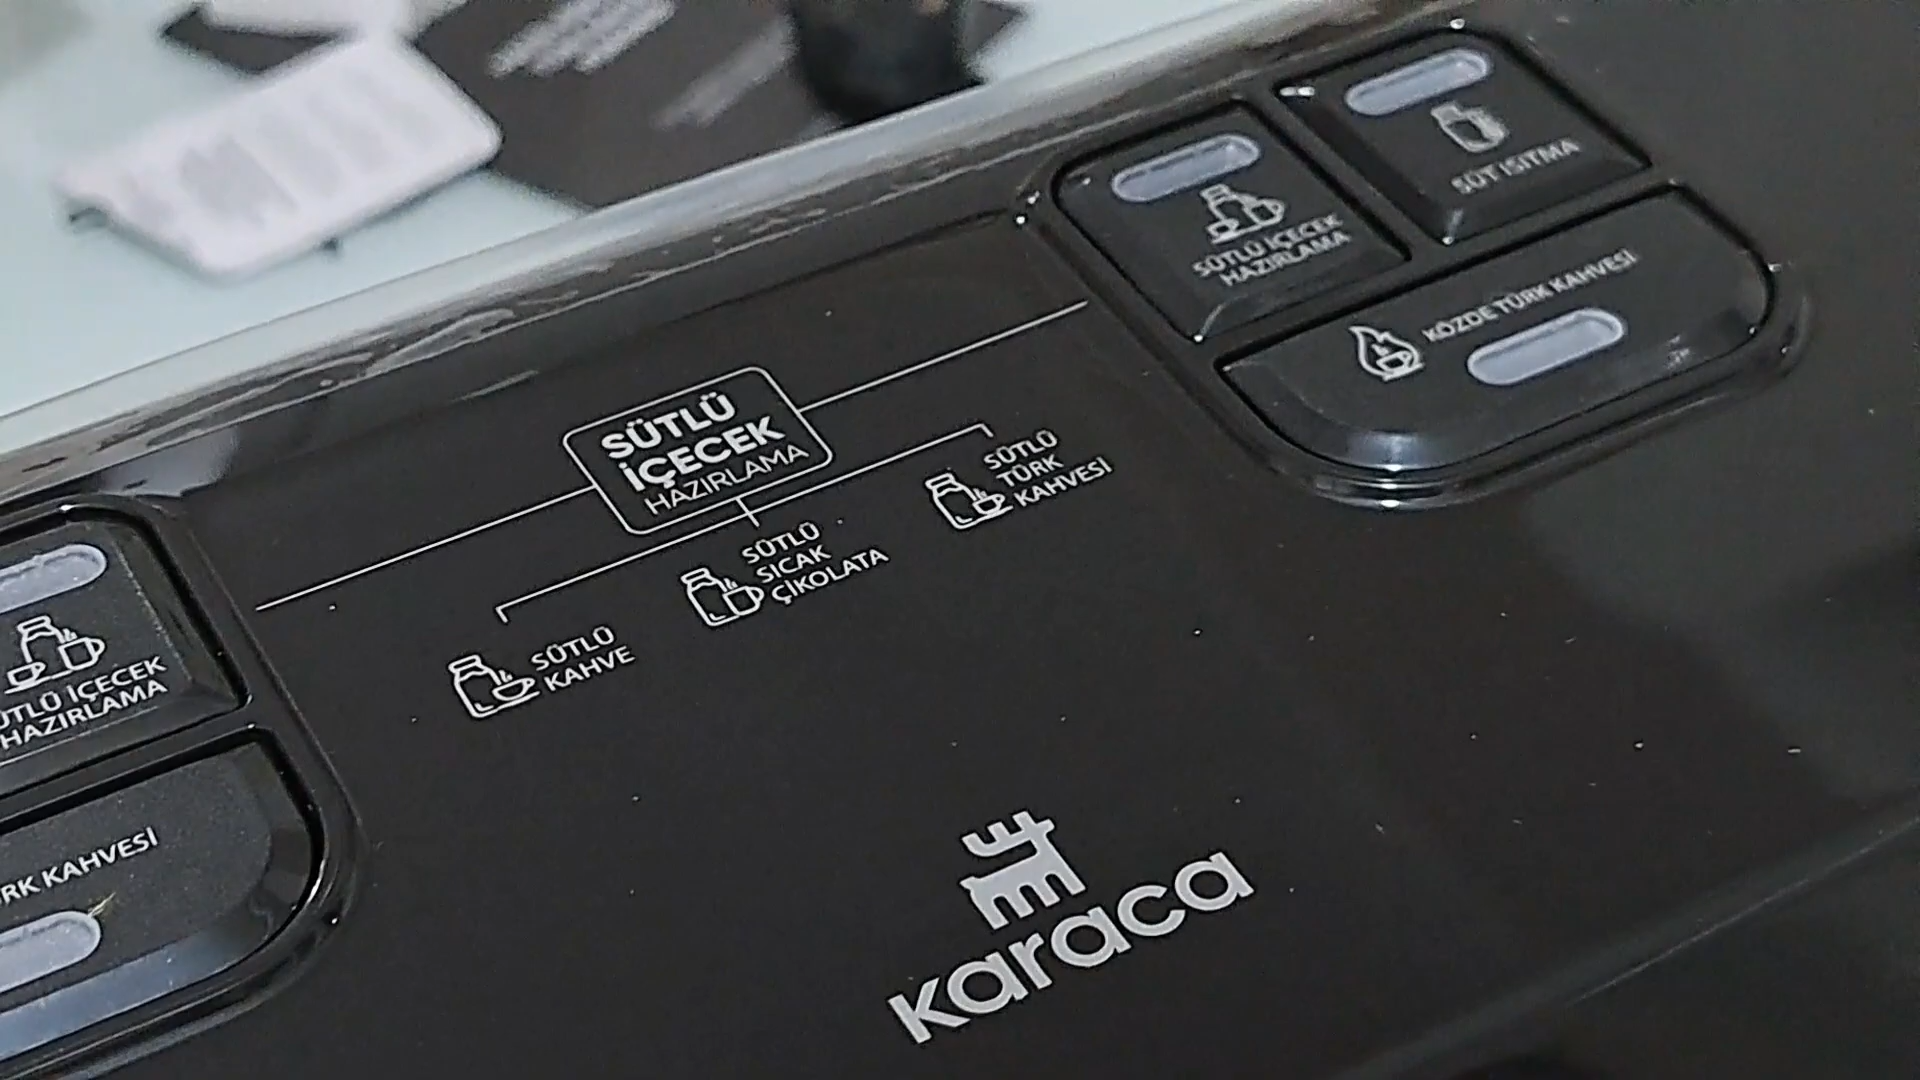 SÜT ISITMA
SÜTLÜ İÇECEK
HAZIRLAMA
KÖZDE TÜRK KAHVESİ
SÜTLÜ
İÇECEK
HAZIRLAMA
SÜTLÜ
TÜRK
KAHVESİ
SÜTLÜ
SICAK
ÇİKOLATA
SÜTLÜ
KAHVE
ÜTLÜ İÇECEK
HAZIRLAMA
RK KAHVESİ
karaca